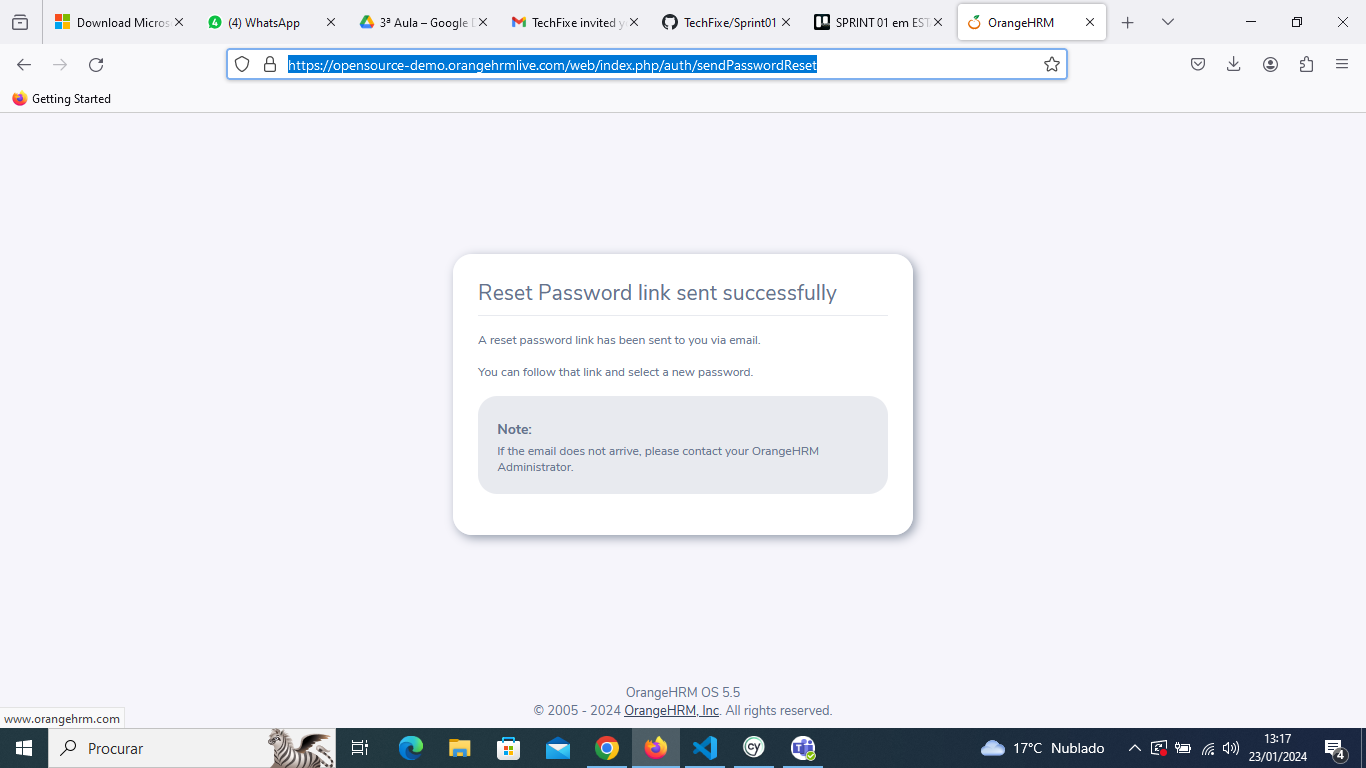 Download Micros
(4) WhatsApp
3ª Aula – Google D
TechFixe invited y
TechFixe/Sprint01
SPRINT 01 em EST
OrangeHRM
https://opensource-demo.orangehrmlive.com/web/index.php/auth/sendPasswordReset
Getting Started
Reset Password link sent successfully
A reset password link has been sent to you via email.
You can follow that link and select a new password.
Note:
If the email does not arrive, please contact your OrangeHRM
Administrator.
OrangeHRM OS 5.5
© 2005 - 2024 OrangeHRM, Inc. All rights reserved.
www.orangehrm.com
Procurar
cy
17°C Nublado
13:17
23/01/2024
4